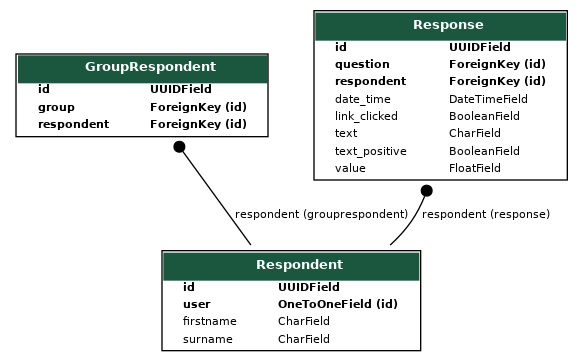 GroupRespondent
id UUIDField
group ForeignKey (id)
respondent ForeignKey (id)
Response
id UUIDField
question ForeignKey (id)
respondent ForeignKey (id)
date_time DateTimeField
link_clicked BooleanField
text CharField
text_positive BooleanField
value FloatField
respondent (grouprespondent)
respondent (response)
Respondent
id UUIDField
user OneToOneField (id)
firstname CharField
surname CharField